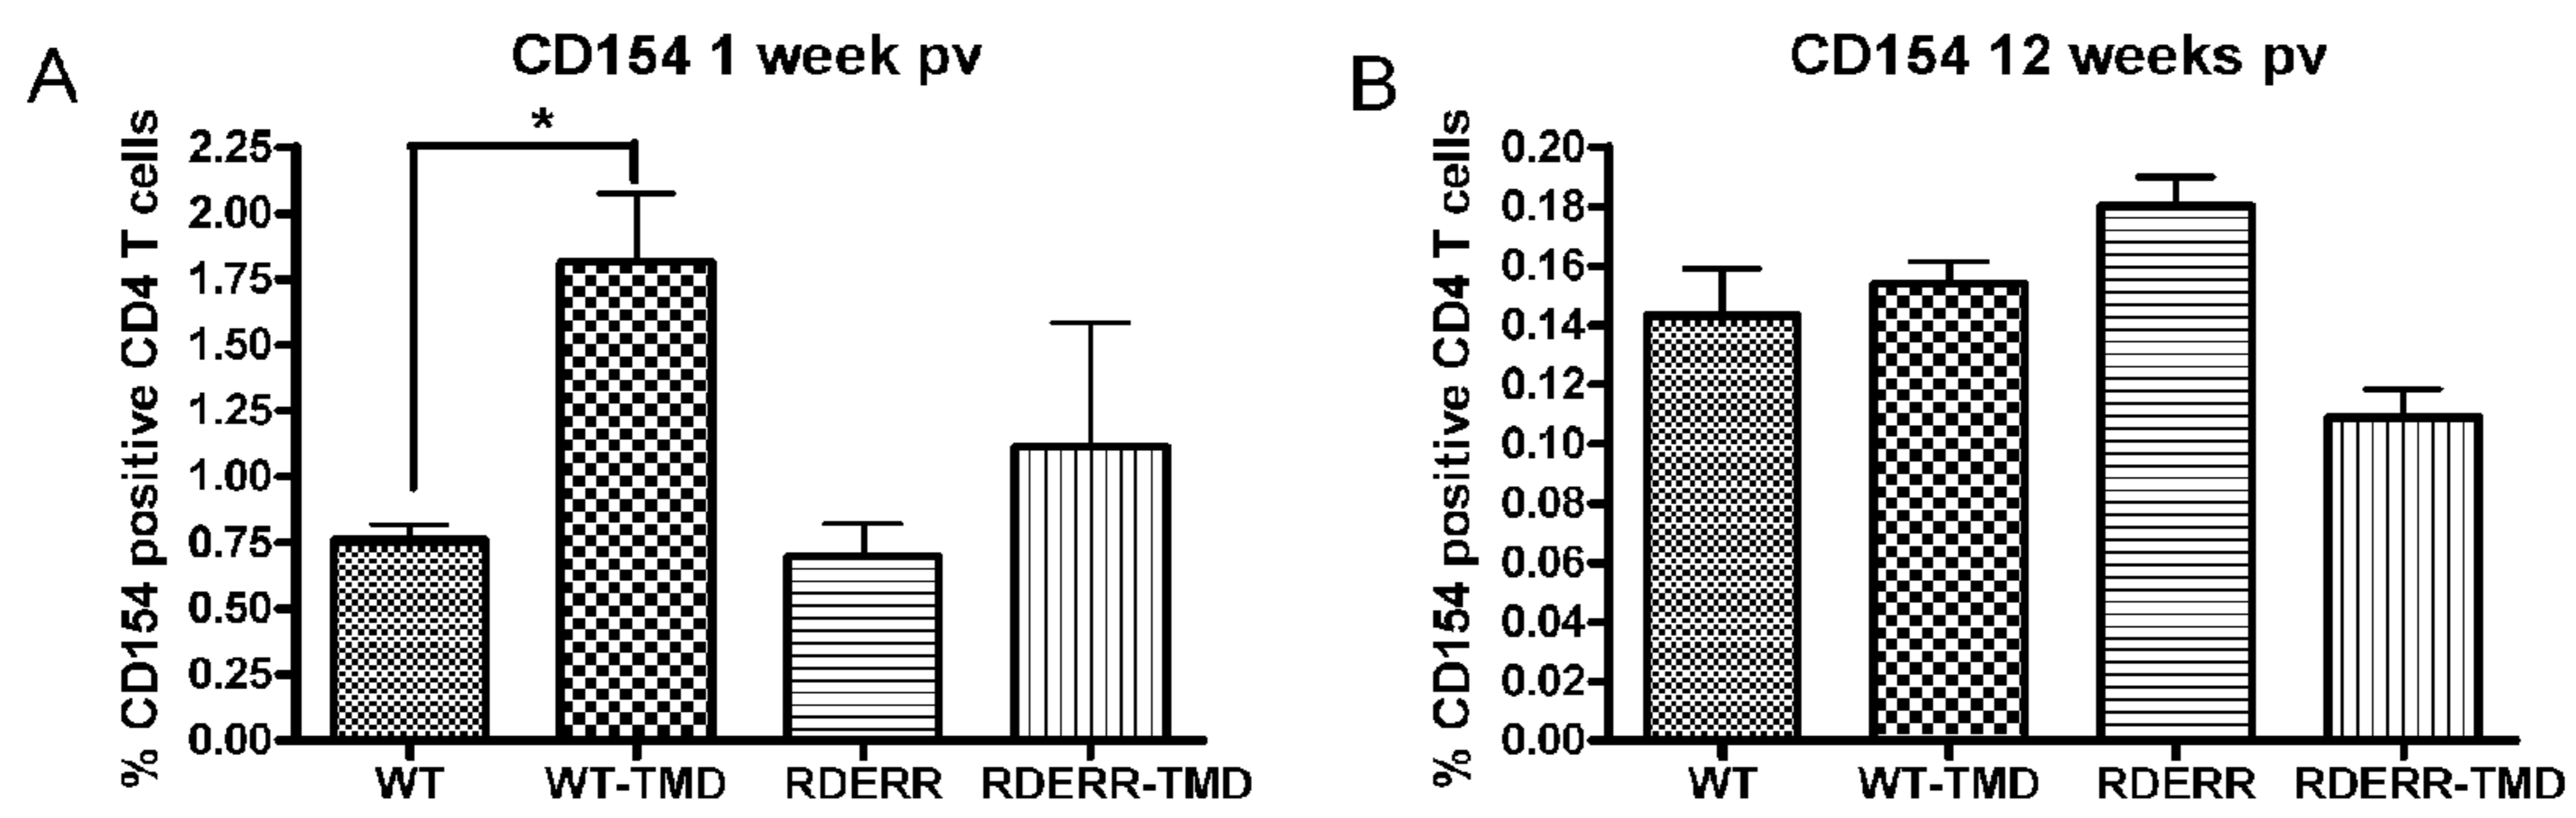 A
CD154 1 week pv
*
% CD154 positive CD4 T cells
2.25
2.00
1.75
1.50
1.25
1.00
0.75
0.50
0.25
0.00
WT WT-TMD RDERR RDERR-TMD
B
CD154 12 weeks pv
% CD154 positive CD4 T cells
0.20
0.18
0.16
0.14
0.12
0.10
0.08
0.06
0.04
0.02
0.00
WT WT-TMD RDERR RDERR-TMD